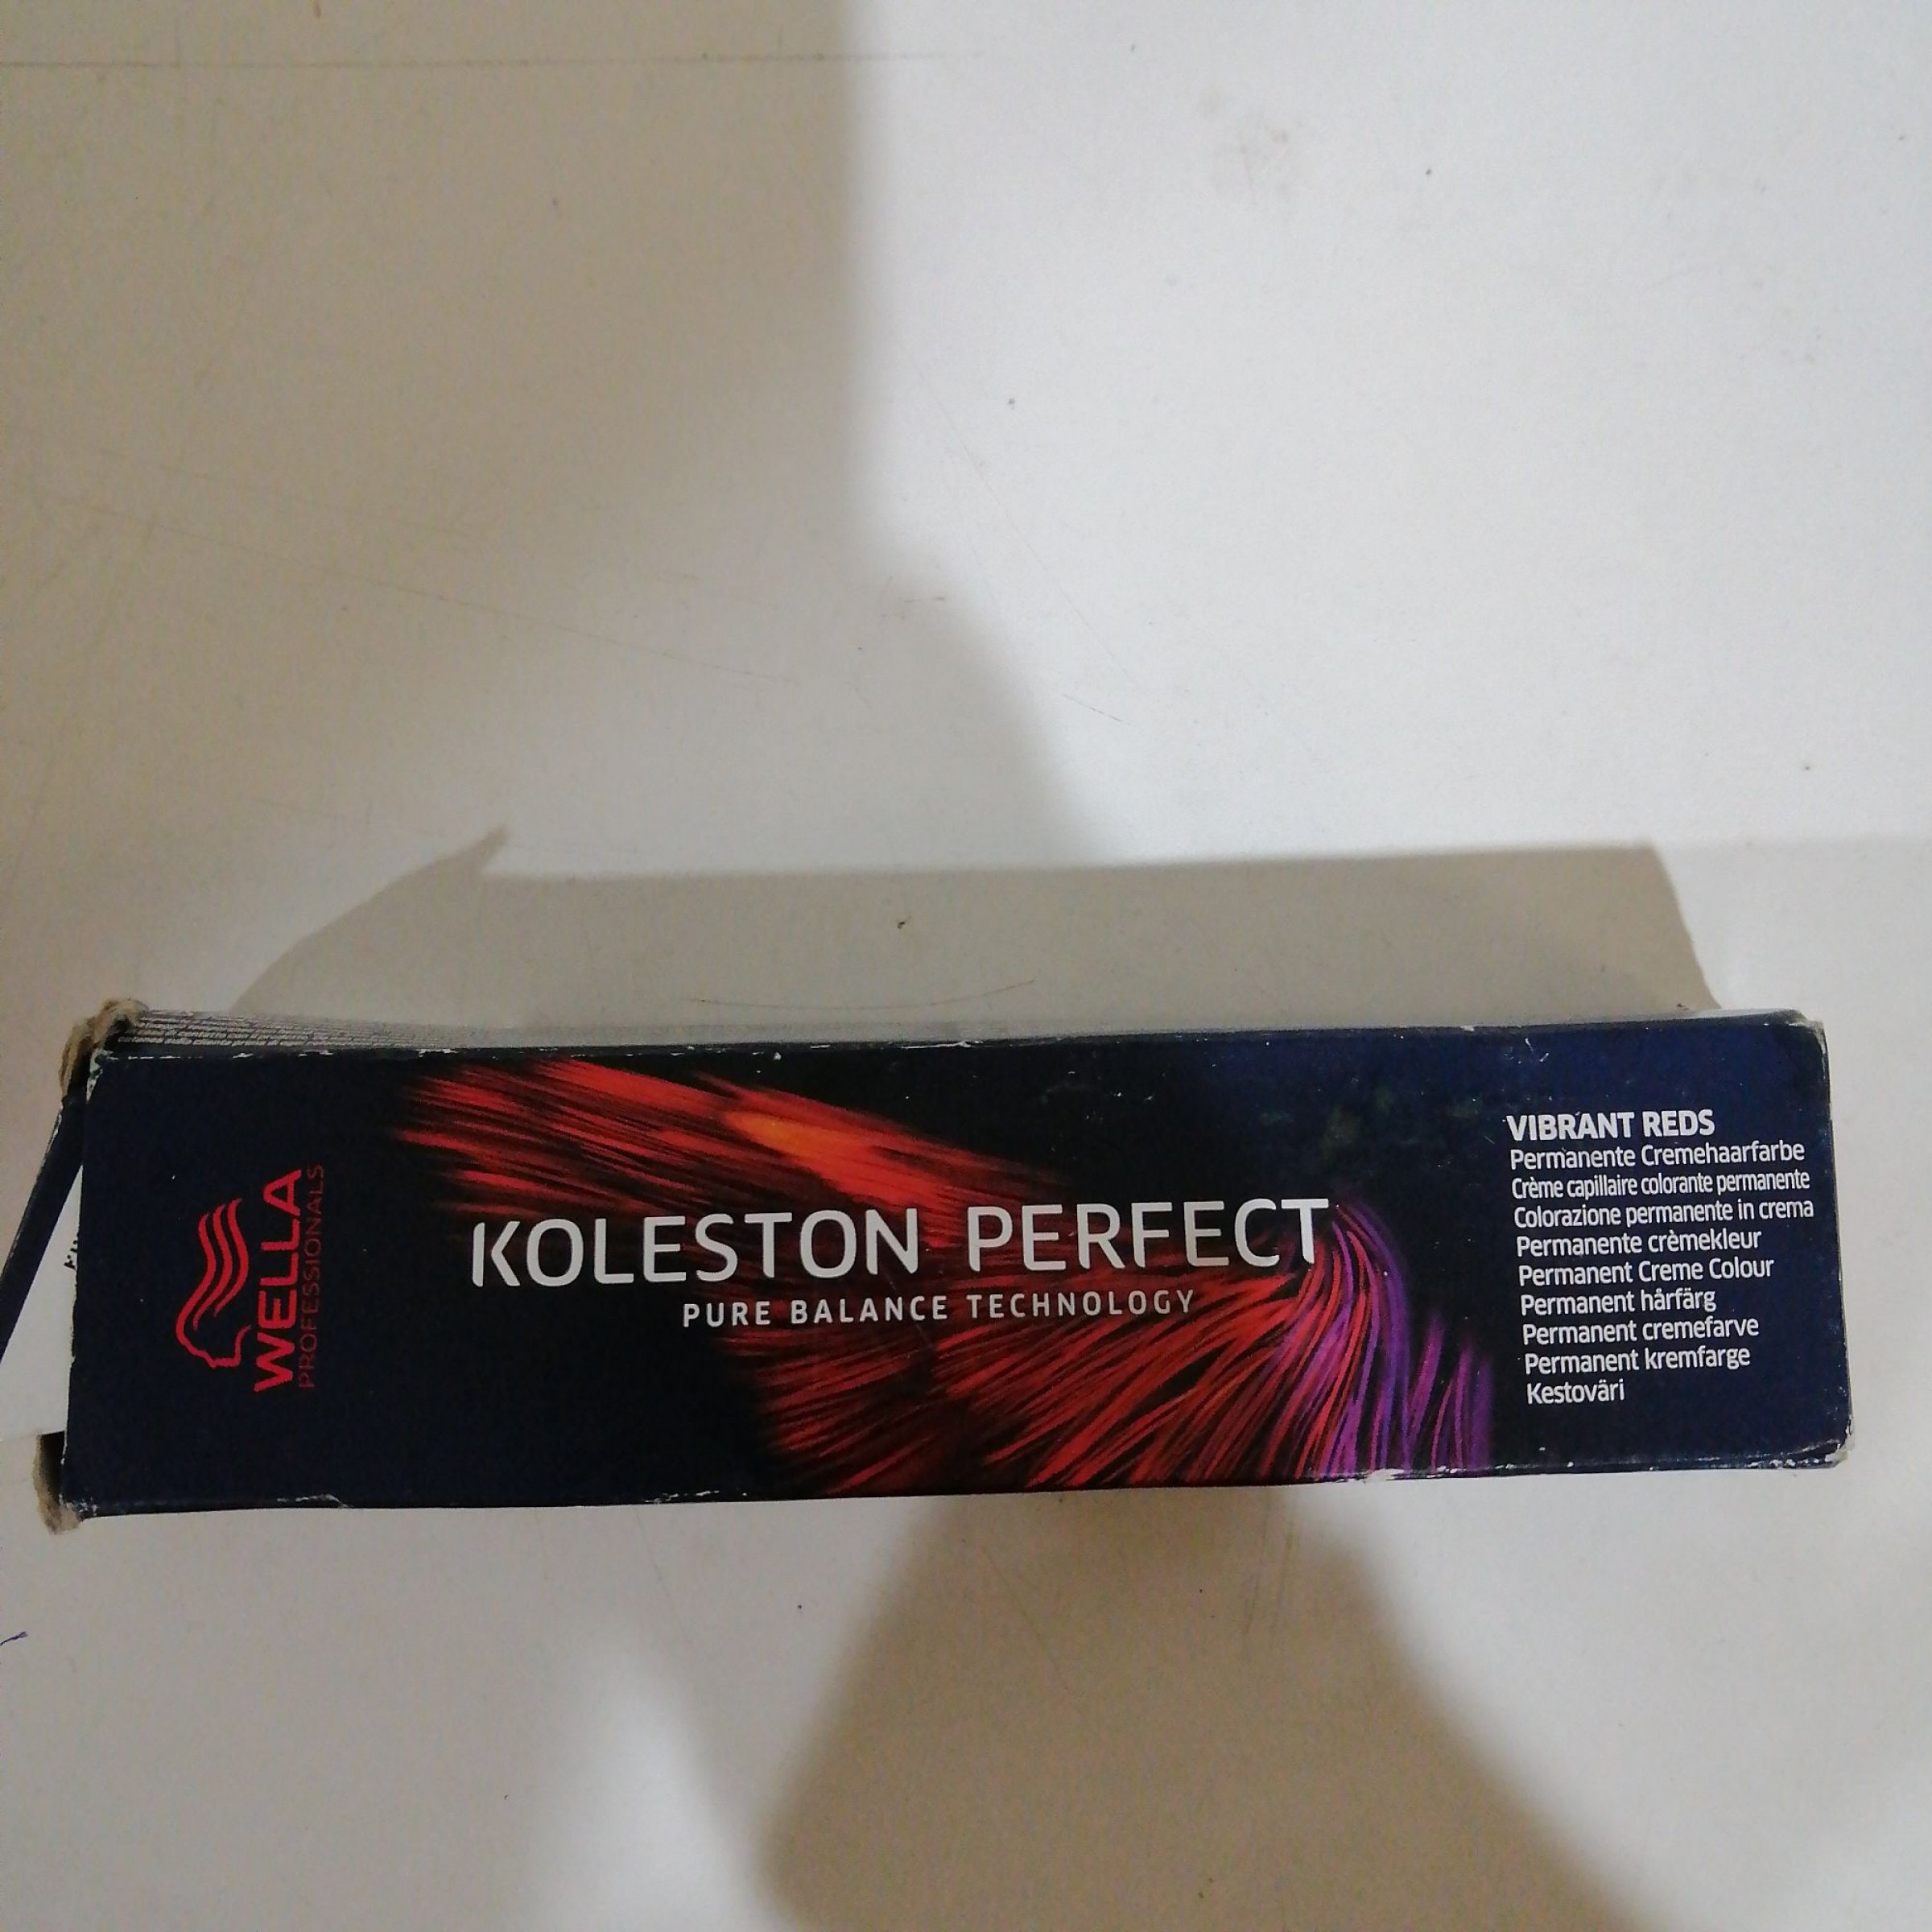 WELLA
PROFESSIONALS
KOLESTON PERFECT
PURE BALANCE TECHNOLOGY
VIBRANT REDS
Permanente Cremehaarfarbe
Crème capillaire colorante permanente
Colorazione permanente in crema
Permanente crèmekleur
Permanent Creme Colour
Permanent hårfärg
Permanent cremefarve
Permanent kremfarge
Kestoväri